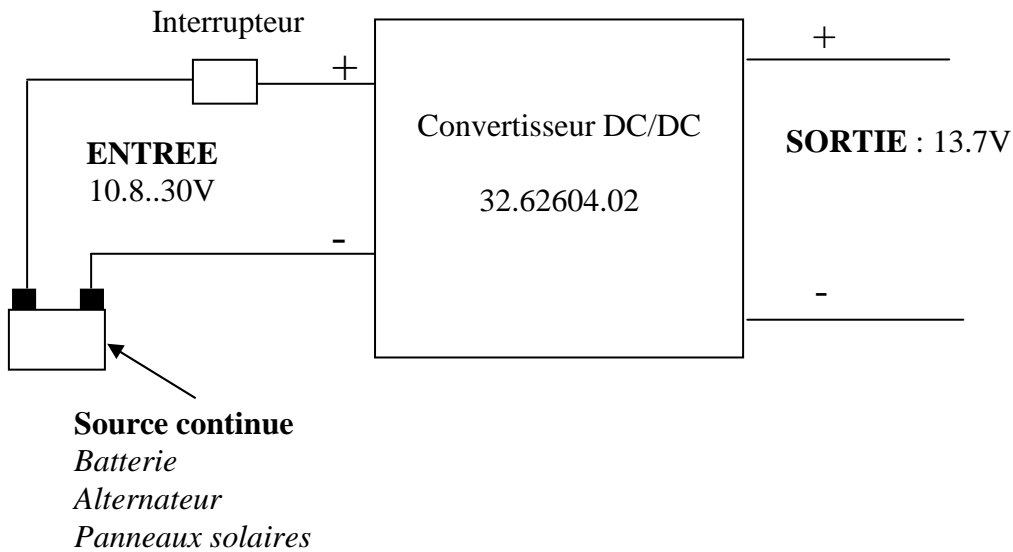 Interrupteur
+
+
Convertisseur DC/DC
32.62604.02
ENTREE
10.8..30V
SORTIE : 13.7V
-
-
Source continue
Batterie
Alternateur
Panneaux solaires